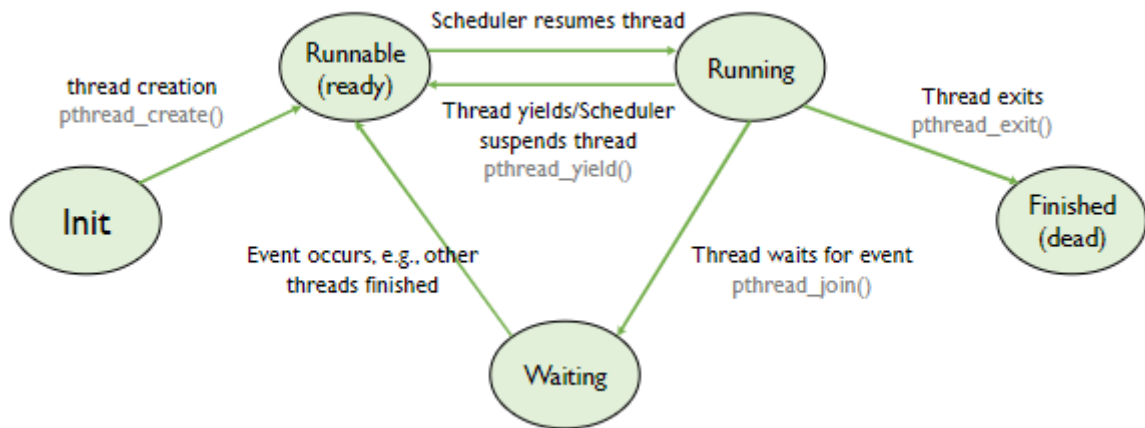 Scheduler resumes thread
Runnable
(ready)
Running
thread creation
pthread_create()
Thread yields/Scheduler
suspends thread
pthread_yield()
Thread exits
pthread_exit()
Init
Finished
(dead)
Event occurs, e.g., other
threads finished
Thread waits for event
pthread_join()
Waiting